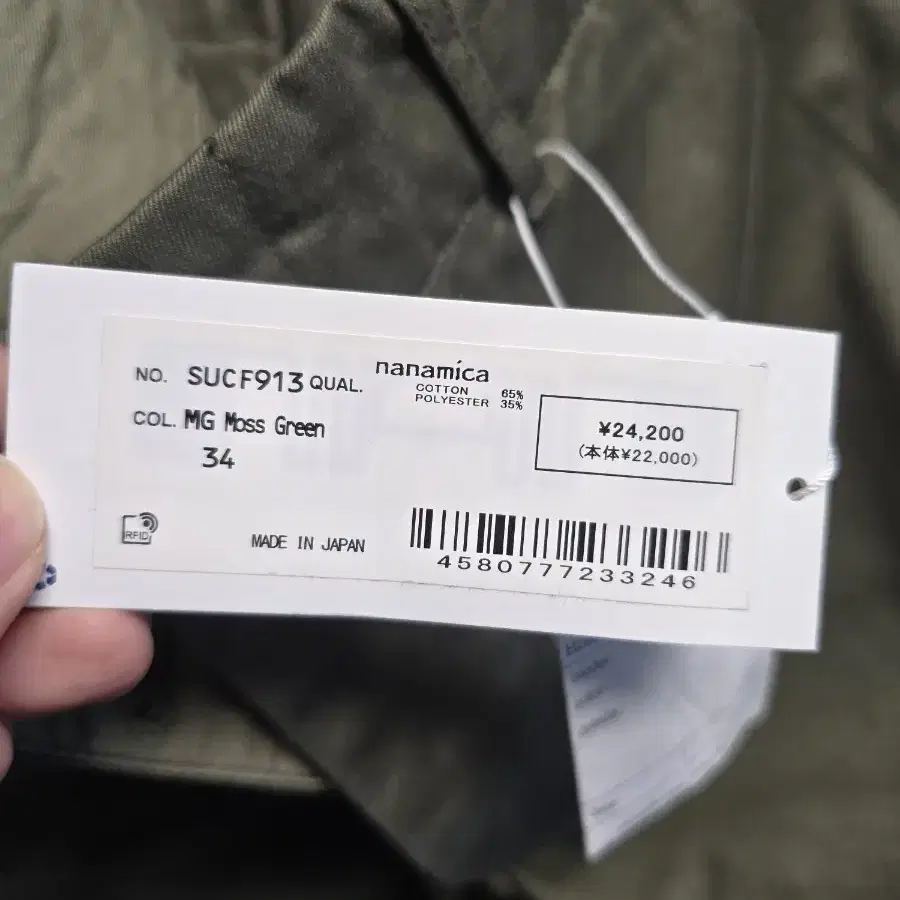 nanamica
NO. SUCF913 QUAL. COTTON 65%
POLYESTER 35%
COL. MG Moss Green
34
¥24,200
(本体¥22,000)
RFID
MADE IN JAPAN
4580777233246